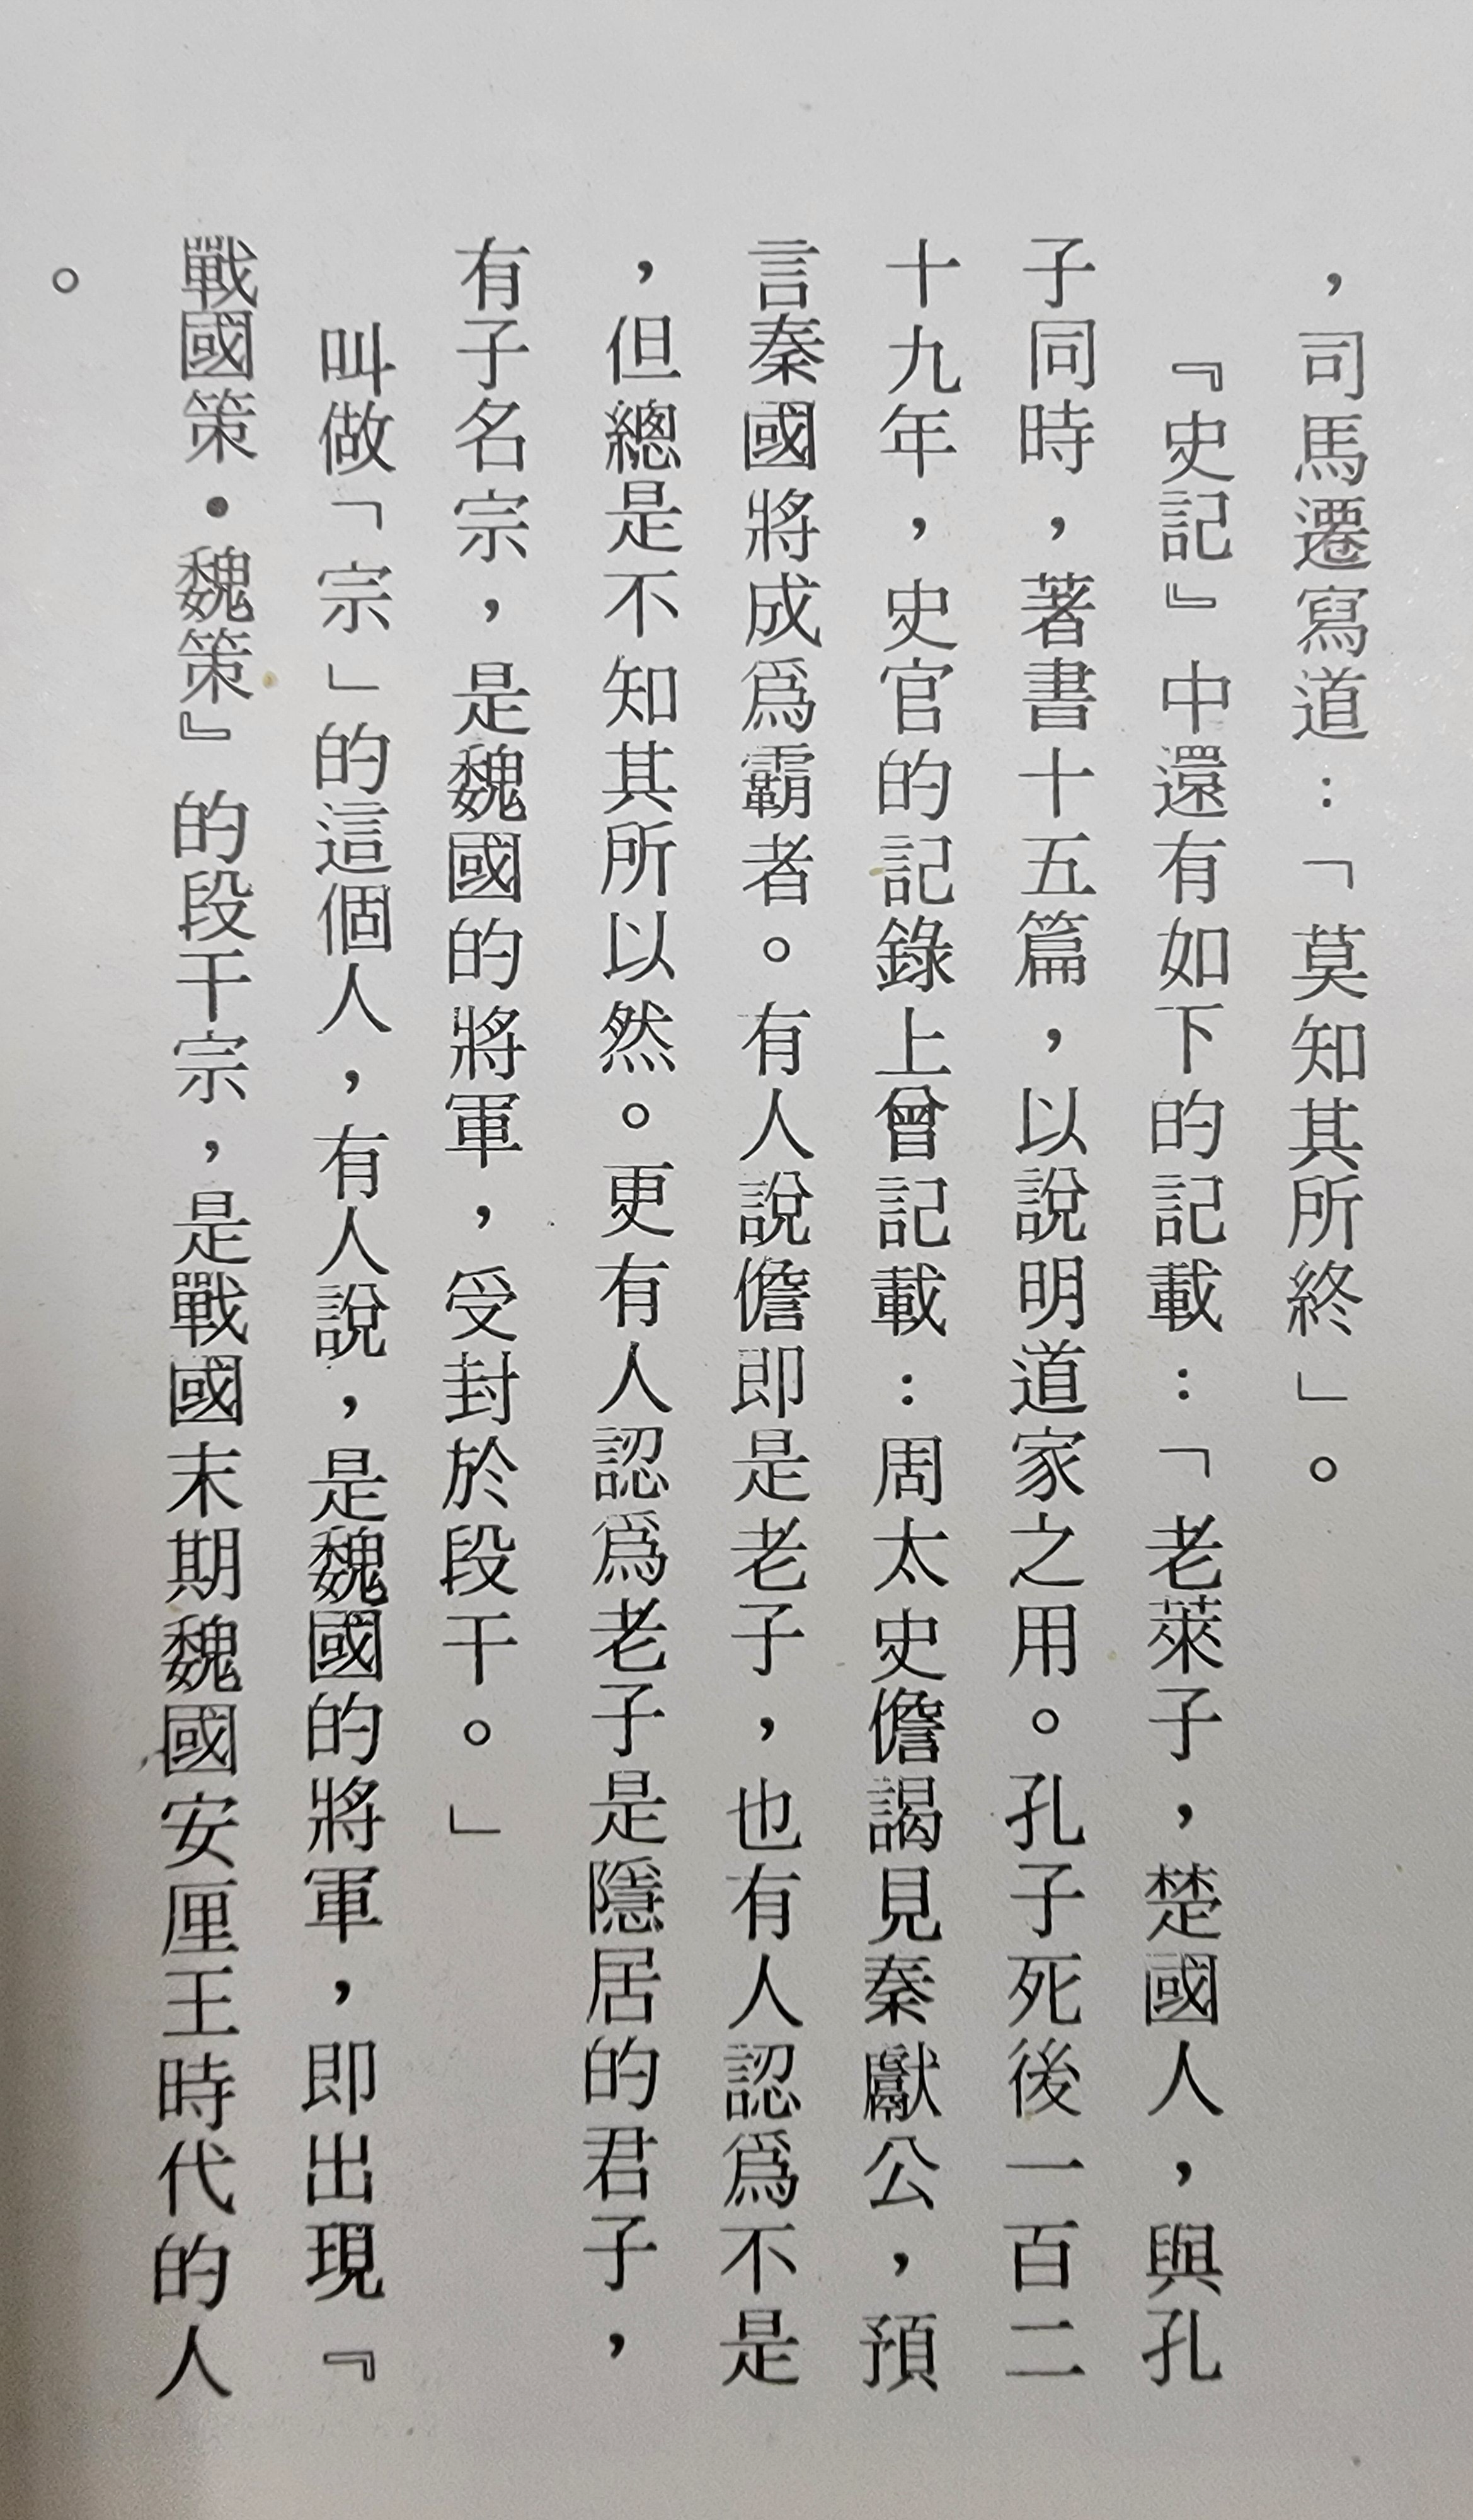 ，司馬遷寫道：「莫知其所終」。
『史記』中還有如下的記載：「老萊子，楚國人，與孔
子同時，著書十五篇，以說明道家之用。孔子死後一百二
十九年，史官的記錄上曾記載：周太史儋謁見秦獻公，預
言秦國將成爲霸者。有人說儋即是老子，也有人認爲不是
，但總是不知其所以然。更有人認爲老子是隱居的君子，
有子名宗，是魏國的將軍，受封於段干。」
叫做「宗」的這個人，有人說，是魏國的將軍，即出現『
戰國策・魏策』的段干宗，是戰國末期魏國安厘王時代的人
。